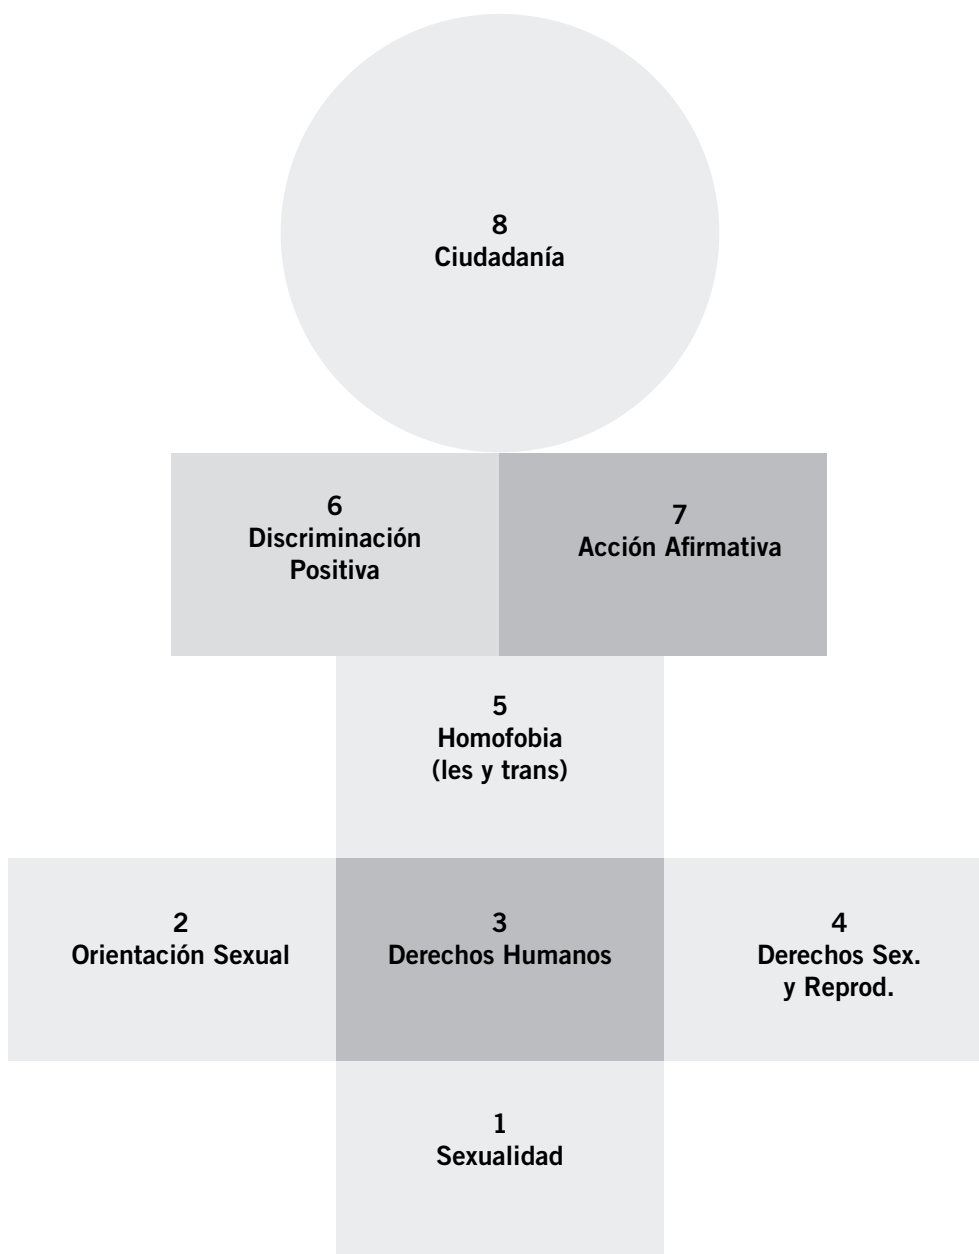 8
Ciudadanía
6
Discriminación
Positiva
7
Acción Afirmativa
5
Homofobia
(les y trans)
2
Orientación Sexual
3
Derechos Humanos
4
Derechos Sex.
y Reprod.
1
Sexualidad